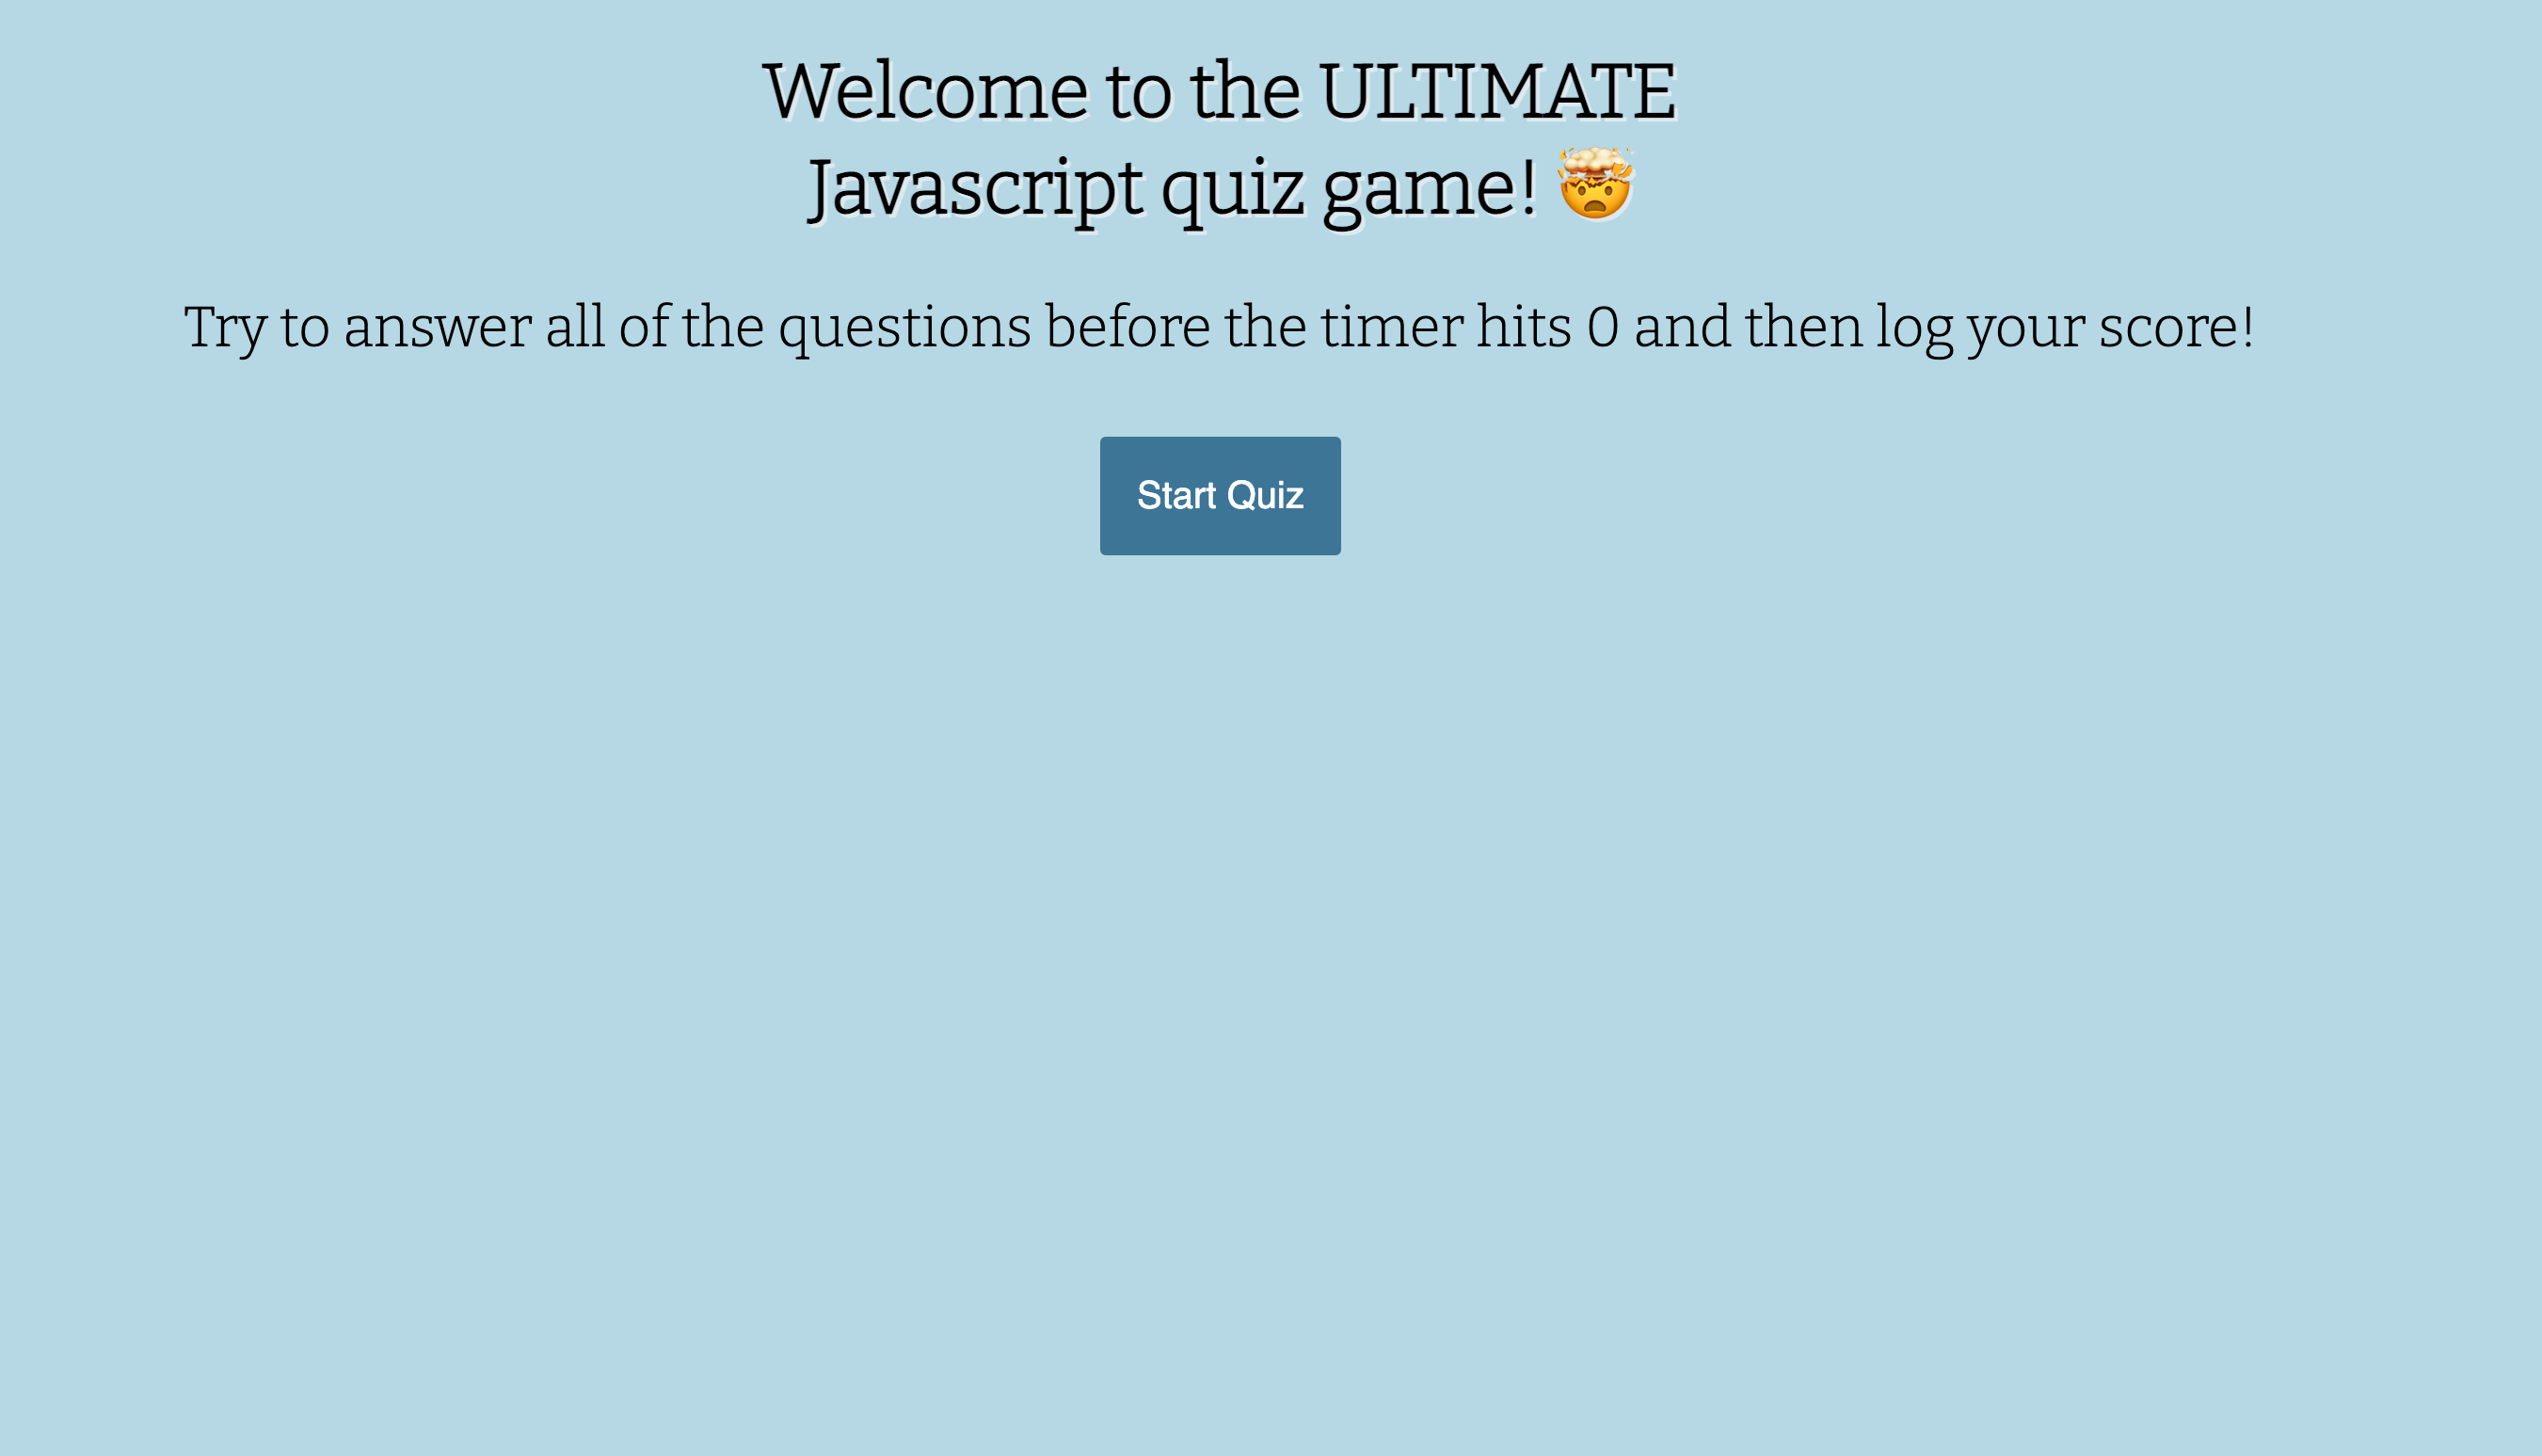 Welcome to the ULTIMATE
Javascript quiz game! 🤯
Try to answer all of the questions before the timer hits 0 and then log your score!
Start Quiz